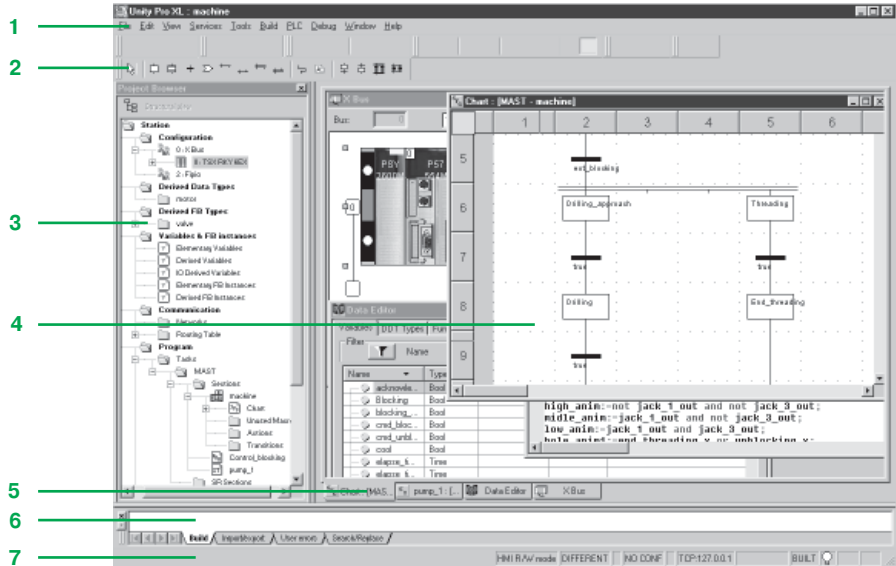 Unity Pro XL : machine
File Edit View Services Tools Build PLC Debug Window Help
1
2
3
4
5
6
7
Project Browser
Structural view
Station
Configuration
0 : X Bus
2 : Fipio
Derived Data Types
motor
Derived FB Types
valve
Variables & FB instances
Elementary Variables
Derived Variables
IO Derived Variables
Elementary FB Instances
Derived FB Instances
Communication
Networks
Routing Table
Program
Tasks
MAST
Sections
machine
Chart
Actions
Transitions
Control_blocking
pump_1
SR Sections
X Bus
Bus: 0
PSY P57
0
Chart : [MAST - machine]
1 2 3 4 5 6
5
6
7
8
9
not_blocking
Drilling_approach
Threading
true
true
Drilling
End_threading
true
Data Editor
Variables DDT Types
Filter
Name
Name Type
acknowle... Bool
Blocking Bool
blocking_... Bool
cmd_bloc... Bool
cmd_unbl... Bool
cool Bool
elapse_ti... Time
Time
high_anim:=not jack_1_out and not jack_3_out;
midle_anim:=jack_1_out and not jack_3_out;
low_anim:=jack_1_out and jack_3_out;
Chart : [MAS... pump_1 : [... Data Editor X Bus
Build Import/export User errors Search/Replace
HMI R/W mode DIFFERENT NO CONF TCP:127.0.0.1 BUILT